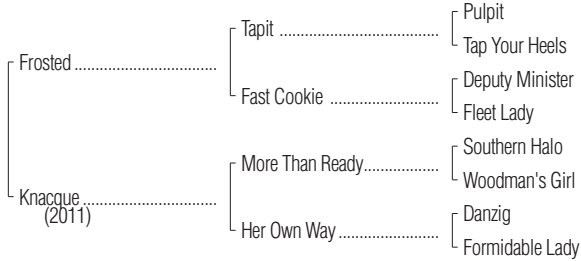 Pulpit
Tapit ................................
Tap Your Heels
Frosted ................................
Deputy Minister
Fast Cookie ......................
Fleet Lady
Southern Halo
More Than Ready...............
Woodman's Girl
Knacque ..............................
(2011)
Danzig
Her Own Way ....................
Formidable Lady